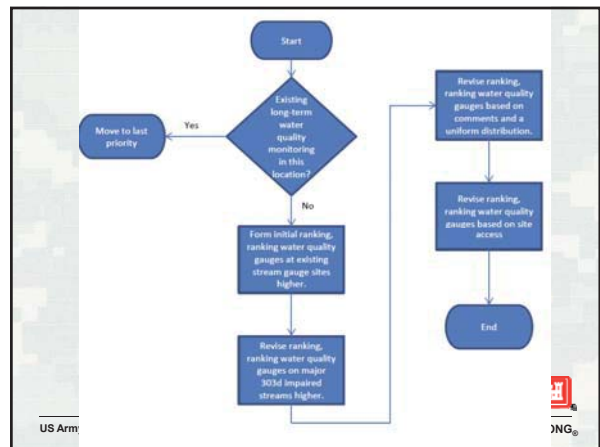 Start
Existing
long-term
water
quality
monitoring
in this
location?
Yes
Move to last
priority
No
Form initial ranking,
ranking water quality
gauges at existing
stream gauge sites
higher.
Revise ranking,
ranking water quality
gauges on major
303d impaired
streams higher.
Revise ranking,
ranking water quality
gauges based on
comments and a
uniform distribution.
Revise ranking,
ranking water quality
gauges based on site
access
End
US Arm
ONG®